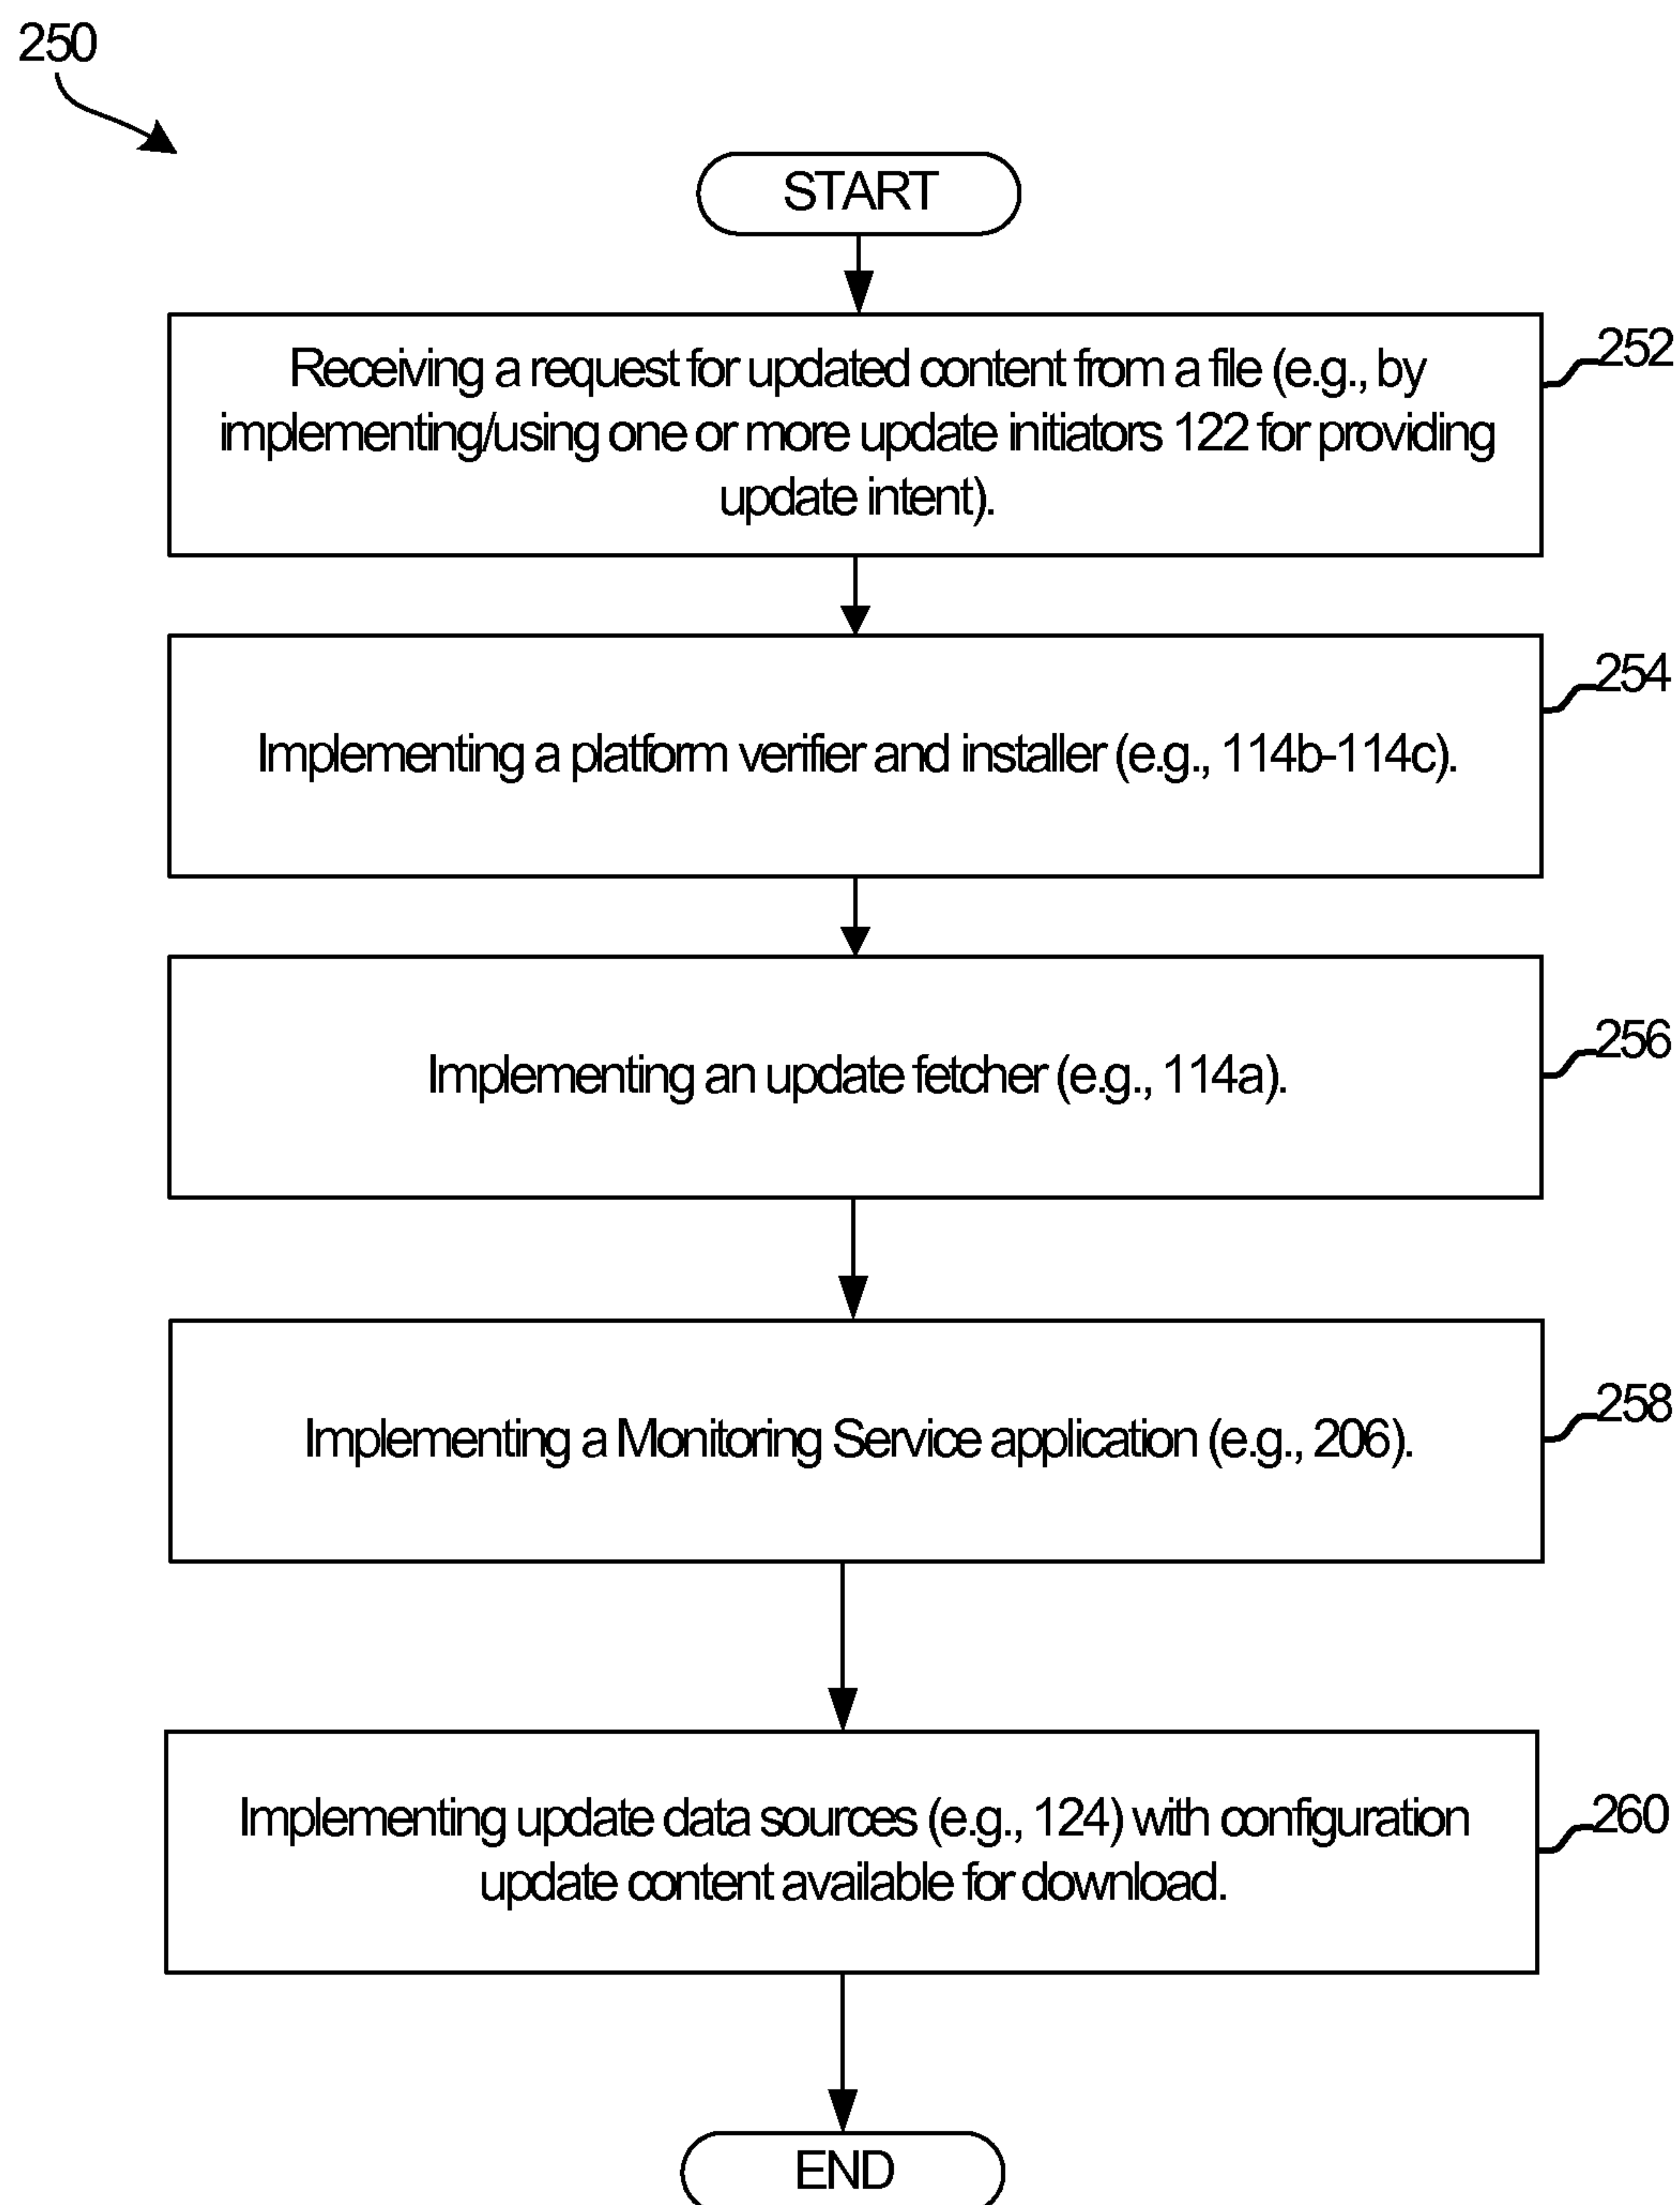 250
START
Receiving a request for updated content from a file (e.g., by
implementing/using one or more update initiators 122 for providing
update intent).
252
Implementing a platform verifier and installer (e.g., 114b-114c).
254
Implementing an update fetcher (e.g., 114a).
256
Implementing a Monitoring Service application (e.g., 206).
258
Implementing update data sources (e.g., 124) with configuration
update content available for download.
260
END